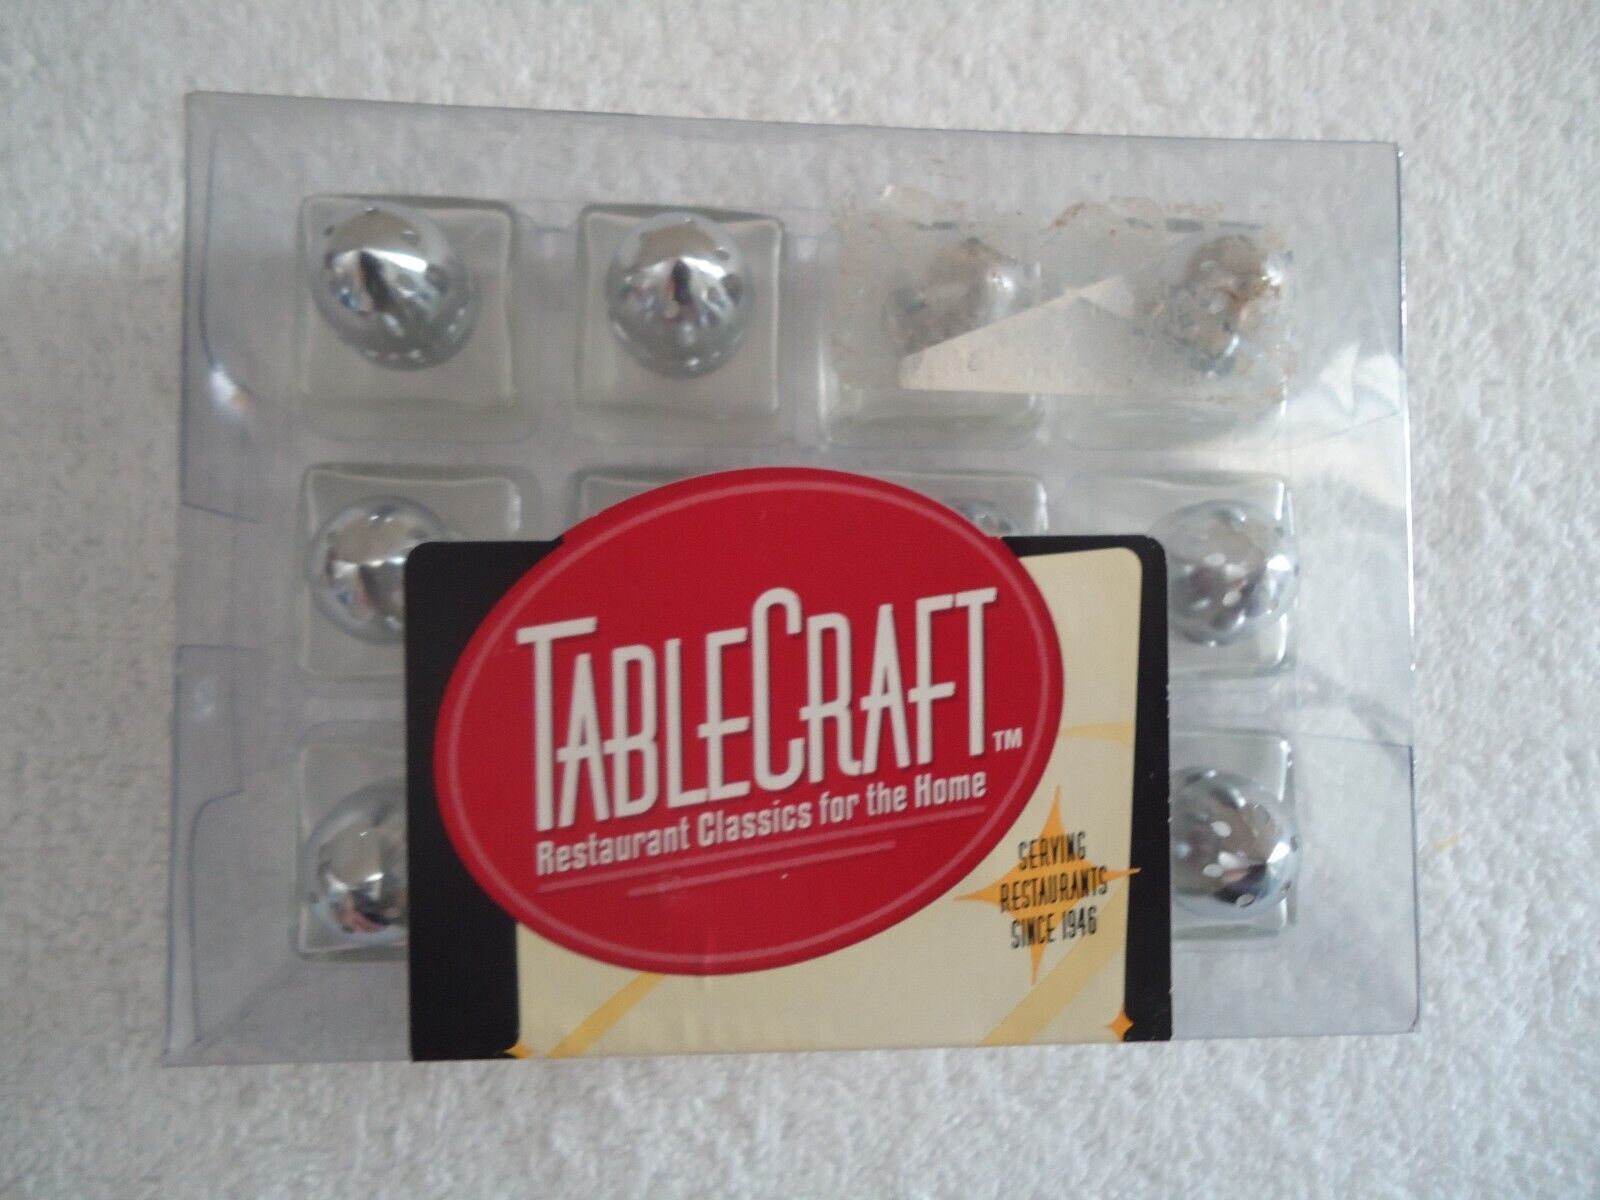 TABLECRAFT™
Restaurant Classics for the Home
SERVING
RESTAURANTS
SINCE 1946